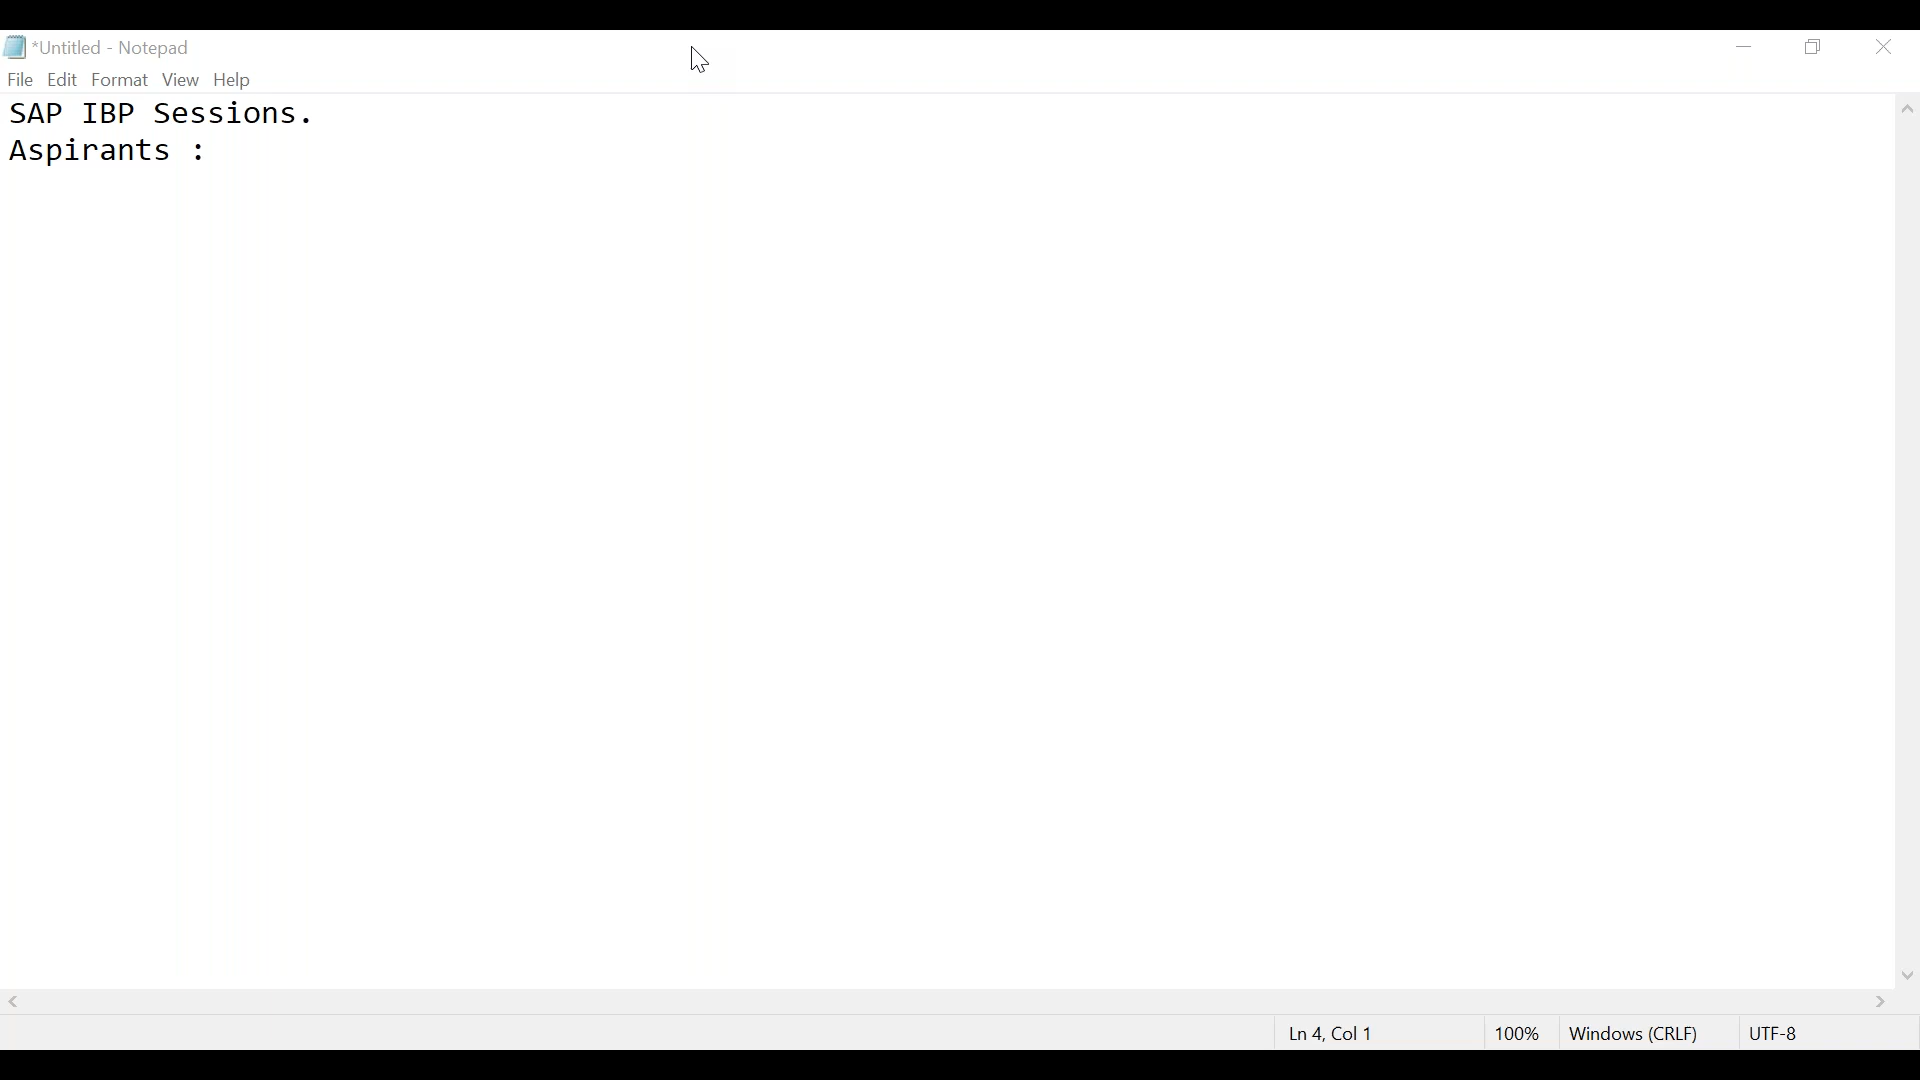 *Untitled - Notepad
File Edit Format View Help
SAP IBP Sessions.
Aspirants :
Ln 4, Col 1 100% Windows (CRLF) UTF-8